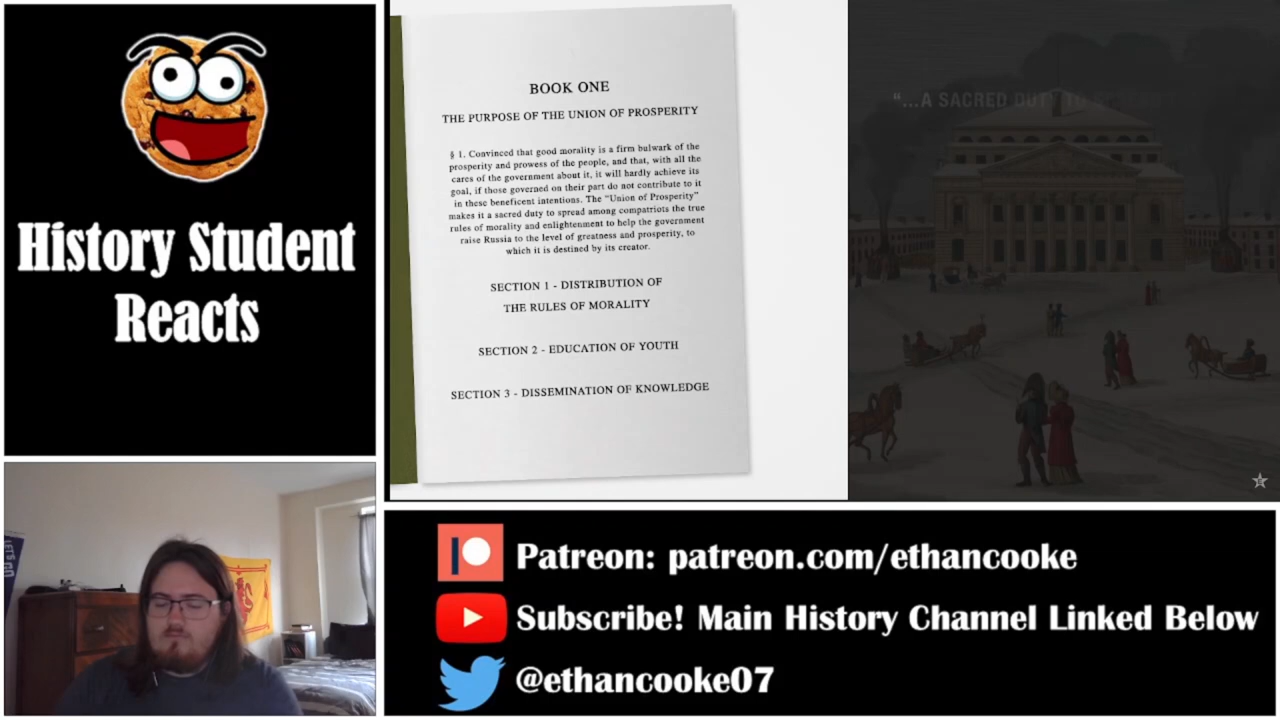 History Student
Reacts
BOOK ONE
THE PURPOSE OF THE UNION OF PROSPERITY
§ 1. Convinced that good morality is a firm bulwark of the
prosperity and prowess of the people, and that, with all the
cares of the government about it, it will hardly achieve its
goal, if those governed on their part do not contribute to it
in these beneficent intentions. The "Union of Prosperity"
makes it a sacred duty to spread among compatriots the true
rules of morality and enlightenment to help the government
raise Russia to the level of greatness and prosperity, to
which it is destined by its creator.
SECTION 1 - DISTRIBUTION OF
THE RULES OF MORALITY
SECTION 2 - EDUCATION OF YOUTH
SECTION 3 - DISSEMINATION OF KNOWLEDGE
"...A SACRED DUTY TO
LET'S
GO
Patreon: patreon.com/ethancooke
Subscribe! Main History Channel Linked Below
@ethancooke07